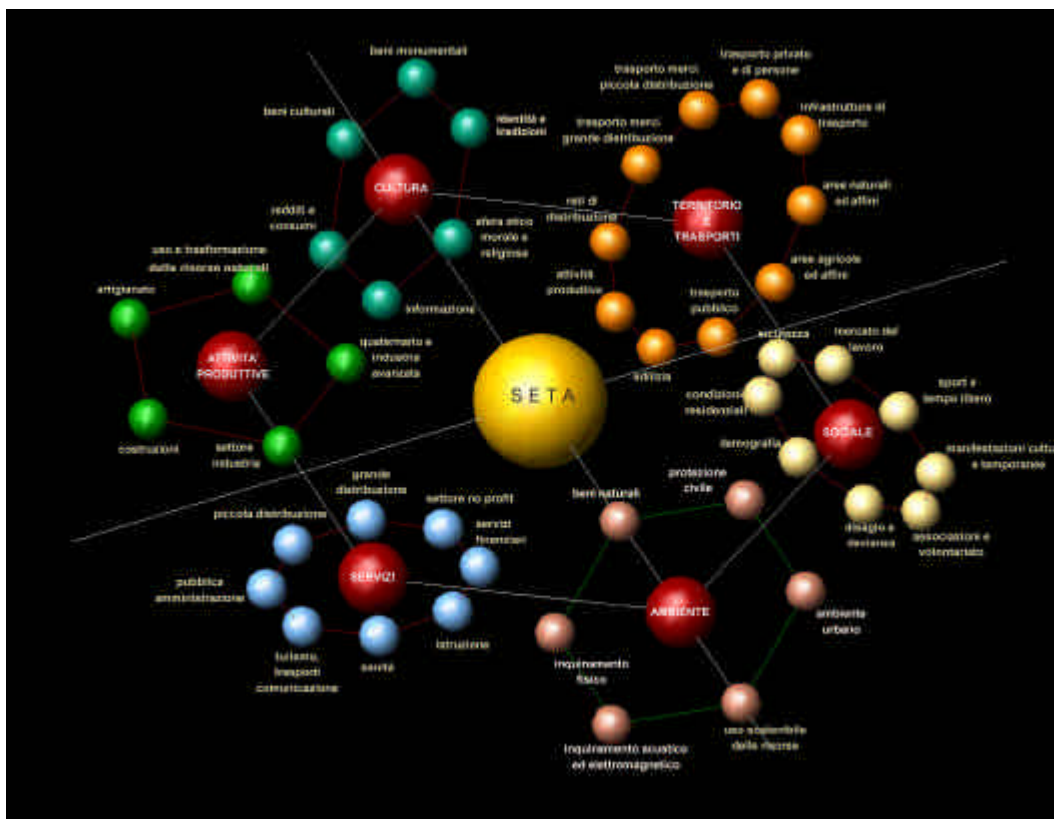 beni monumentali
beni culturali
identità e
tradizioni
CULTURA
redditi e
consumi
sfera etico
morale e
religiosa
informazione
trasporto merci
piccola distribuzione
trasporto privato
e di persone
trasporto merci
grande distribuzione
infrastrutture di
trasporto
reti di
distribuzione
TERRITORIO
E
TRASPORTI
aree naturali
ed affini
attività
produttive
aree agricole
ed affini
trasporto
pubblico
edilizia
uso e trasformazione
delle risorse naturali
artigianato
ATTIVITA'
PRODUTTIVE
quaternario e
industria
avanzata
costruzioni
settore
industria
SETA
sicurezza
mercato del
lavoro
condizione
residenziali
sport e
tempo libero
demografia
SOCIALE
manifestazioni
e temporanee
disagio e
devianza
associazioni e
volontariato
grande
distribuzione
settore no profit
piccola distribuzione
servizi
finanziari
pubblica
amministrazione
SERVIZI
turismo,
trasporti
comunicazione
sanità
istruzione
beni naturali
protezione
civile
AMBIENTE
ambiente
urbano
inquinamento
fisico
uso sostenibile
delle risorse
inquinamento acustico
ed elettromagnetico